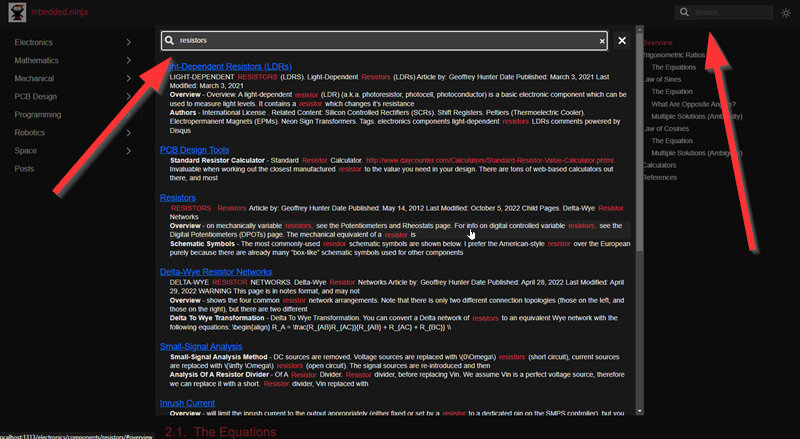 mbedded.ninja
Search
Electronics
Mathematics
Mechanical
PCB Design
Programming
Robotics
Space
Posts
resistors
Light-Dependent Resistors (LDRs)
LIGHT-DEPENDENT RESISTORS (LDRS). Light-Dependent Resistors (LDRs) Article by: Geoffrey Hunter Date Published: March 3, 2021 Last
Modified: March 3, 2021
Overview - Overview. A light-dependent resistor (LDR) (a.k.a. photoresistor, photocell, photoconductor) is a basic electronic component which can be
used to measure light levels. It contains a resistor which changes it's resistance
Authors - International License . Related Content: Silicon Controlled Rectifiers (SCRs). Shift Registers. Peltiers (Thermoelectric Cooler).
Electropermanent Magnets (EPMs). Neon Sign Transformers. Tags. electronics components light-dependent resistors LDRs comments powered by
Disqus
PCB Design Tools
Standard Resistor Calculator - Standard Resistor Calculator. http://www.daycounter.com/Calculators/Standard-Resistor-Value-Calculator.phtml.
Invaluable when working out the closest manufactured resistor to the value you need in your design. There are tons of web-based calculators out
there, and most
Resistors
RESISTORS Resistors Article by: Geoffrey Hunter Date Published: May 14, 2012 Last Modified: October 5, 2022 Child Pages. Delta-Wye Resistor
Networks
Overview - on mechanically variable resistors, see the Potentiometers and Rheostats page. For info on digital controlled variable resistors, see the
Digital Potentiometers (DPOTs) page. The mechanical equivalent of a resistor is
Schematic Symbols - The most commonly-used resistor schematic symbols are shown below. I prefer the American-style resistor over the European
purely because there are already many "box-like" schematic symbols used for other components
Delta-Wye Resistor Networks
DELTA-WYE RESISTOR NETWORKS. Delta-Wye Resistor Networks Article by: Geoffrey Hunter Date Published: April 28, 2022 Last Modified: April
29, 2022 WARNING This page is in notes format, and may not
Overview - shows the four common resistor network arrangements. Note that there is only two different connection topologies (those on the left, and
those on the right), but there are two different
Delta To Wye Transformation - Delta To Wye Transformation. You can convert a Delta network of resistors to an equivalent Wye network with the
following equations: \begin{align} R_A = \frac{R_{AB}R_{AC}}{R_{AB} + R_{AC} + R_{BC}} \\
Small-Signal Analysis
Small-Signal Analysis Method - DC sources are removed. Voltage sources are replaced with \(0\Omega\) resistors (short circuit), current sources
are replaced with \(\infty \Omega\) resistors (open circuit). The signal sources are re-introduced and then
Analysis Of A Resistor Divider - Of A Resistor Divider. Resistor divider, before replacing Vin. We assume Vin is a perfect voltage source, therefore
we can replace it with a short. Resistor divider, Vin replaced with
Inrush Current
Overview - will limit the inrush current to the output appropriately (either fixed or set by a resistor to a dedicated pin on the SMPS controller), but you
Overview
Trigonometric Ratios
The Equations
Law of Sines
The Equation
What Are Opposite Angles?
Multiple Solutions (Ambiguity)
Law of Cosines
The Equation
Multiple Solutions (Ambiguity)
Calculators
References
2.1. The Equations
localhost:1313/electronics/components/resistors/#overview